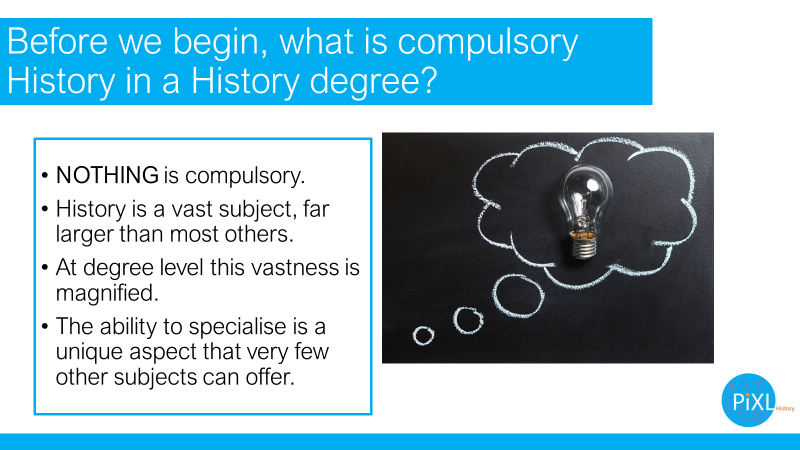 Before we begin, what is compulsory
History in a History degree?
• NOTHING is compulsory.
• History is a vast subject, far
larger than most others.
• At degree level this vastness is
magnified.
• The ability to specialise is a
unique aspect that very few
other subjects can offer.
PiXL
History